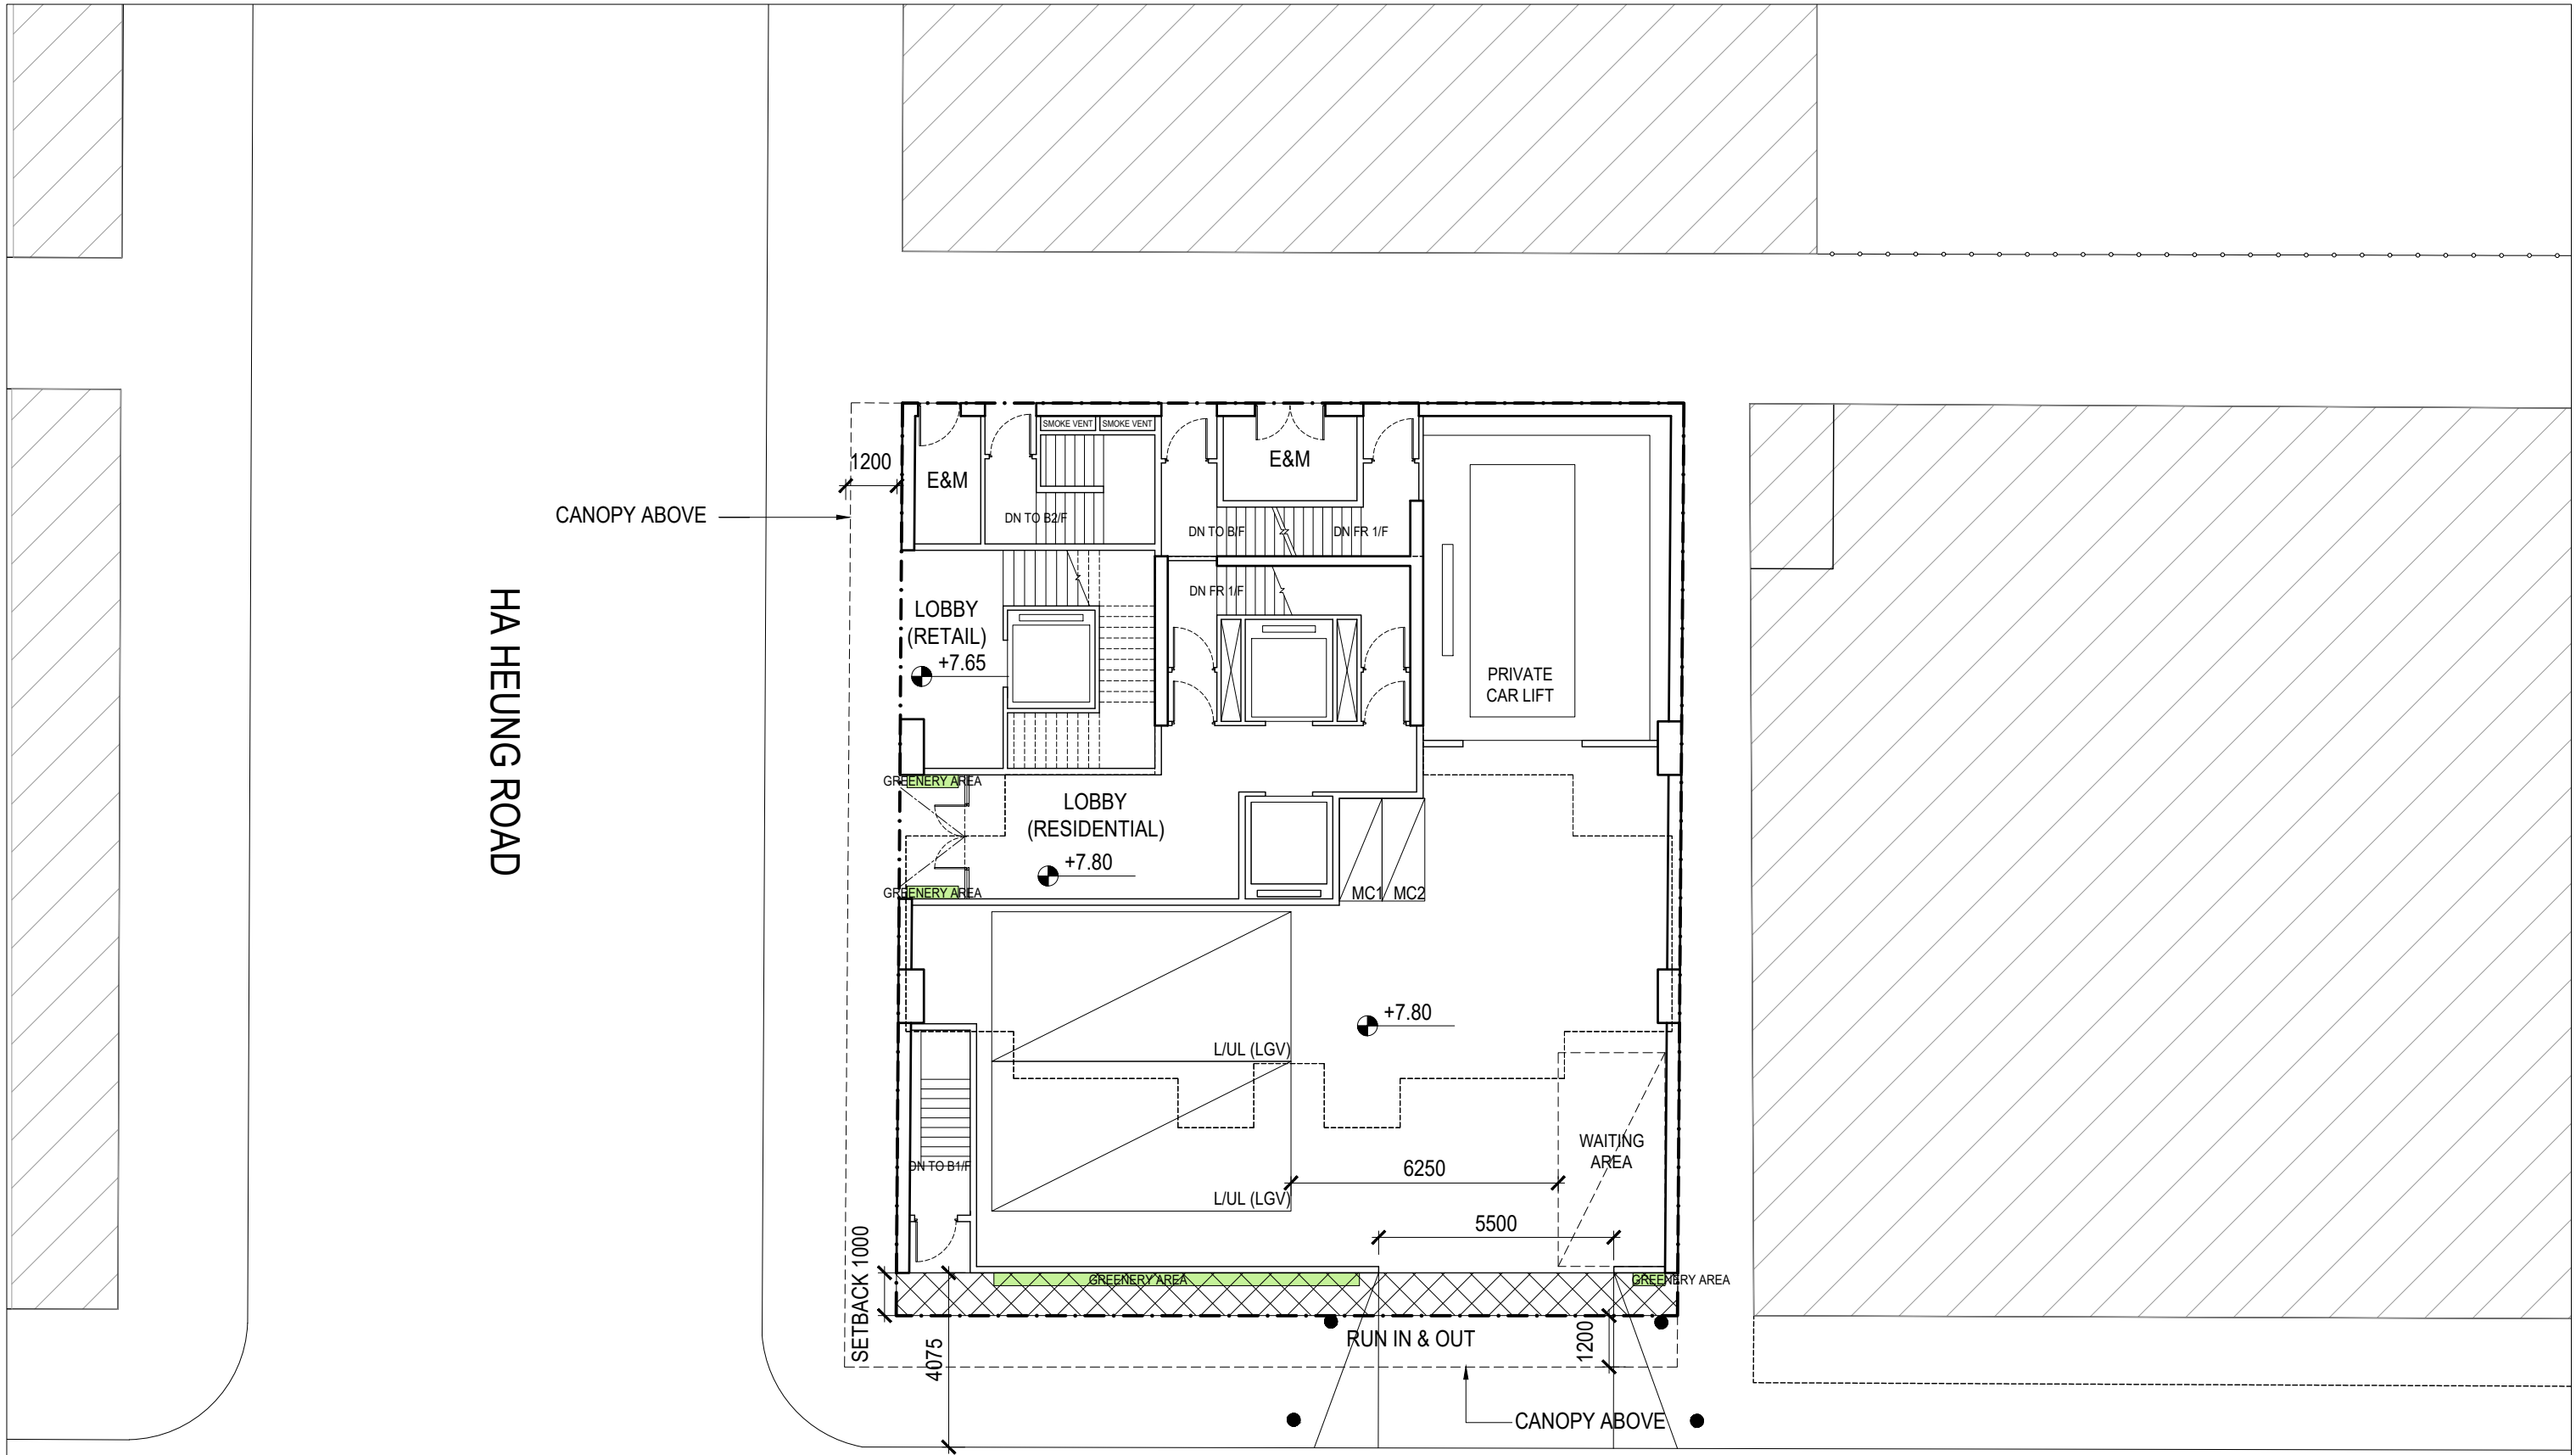 SMOKE VENT
SMOKE VENT
1200
E&M
E&M
CANOPY ABOVE
DN TO B2/F
DN TO B/F
DN FR 1/F
DN FR 1/F
HA HEUNG ROAD
LOBBY
(RETAIL)
+7.65
PRIVATE
CAR LIFT
GREENERY AREA
LOBBY
(RESIDENTIAL)
+7.80
GREENERY AREA
MC1
MC2
+7.80
L/UL (LGV)
WAITING
AREA
DN TO B1/F
6250
L/UL (LGV)
5500
SETBACK 1000
GREENERY AREA
GREENERY AREA
4075
RUN IN & OUT
1200
CANOPY ABOVE